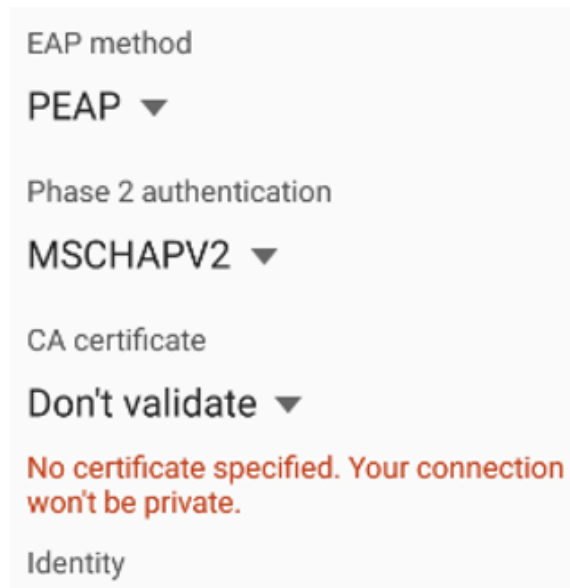 EAP method
PEAP
Phase 2 authentication
MSCHAPV2
CA certificate
Don't validate
No certificate specified. Your connection
won't be private.
Identity